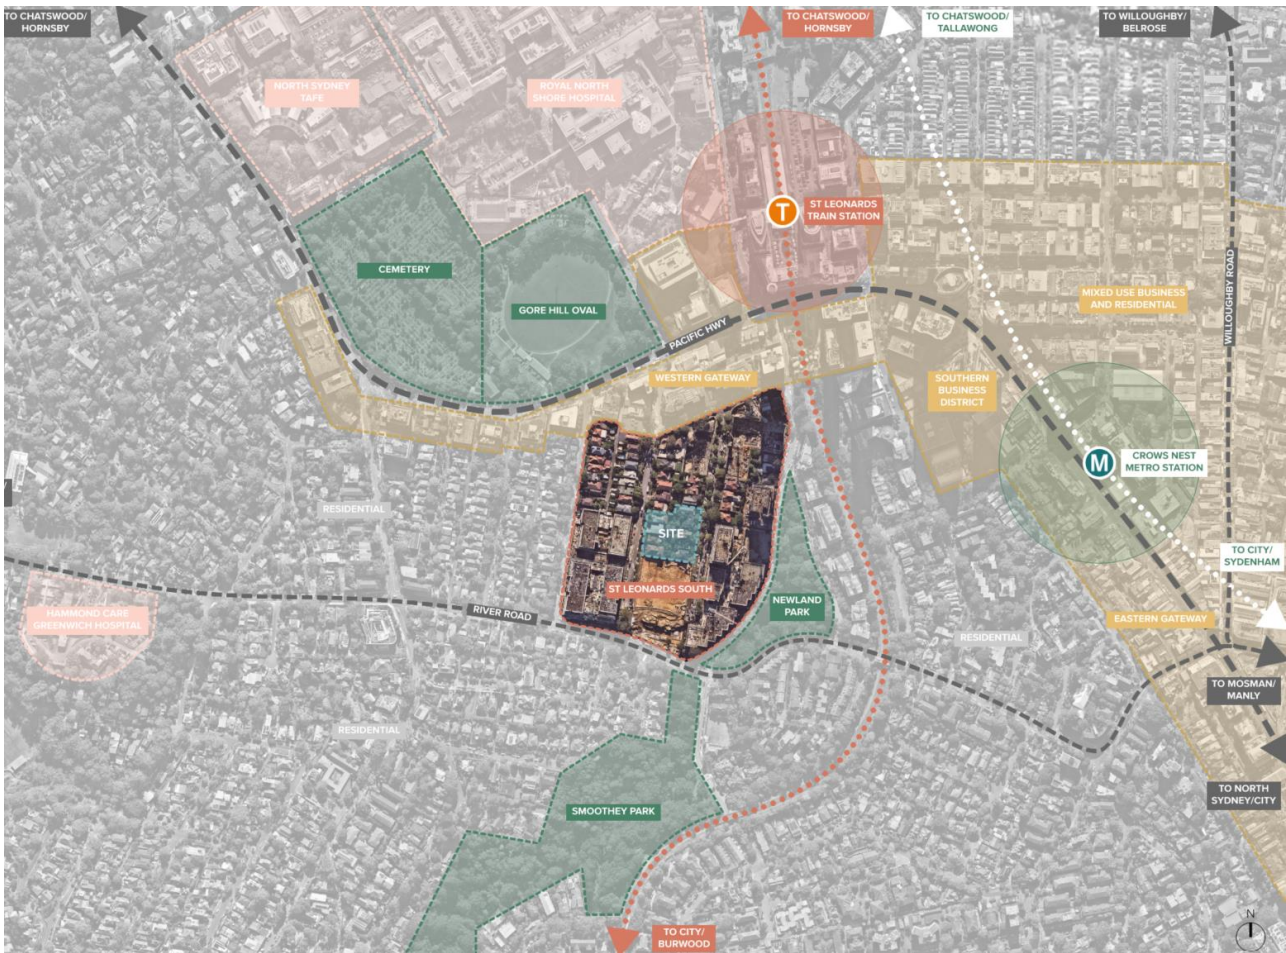 TO CHATSWOOD/
HORNSBY
TO CHATSWOOD/
HORNSBY
TO CHATSWOOD/
TALLAWONG
TO WILLOUGHBY/
BELROSE
NORTH SYDNEY
TAFE
ROYAL NORTH
SHORE HOSPITAL
T
ST LEONARDS
TRAIN STATION
CEMETERY
GORE HILL OVAL
PACIFIC HWY
MIXED USE BUSINESS
AND RESIDENTIAL
WILLOUGHBY ROAD
WESTERN GATEWAY
SOUTHERN
BUSINESS
DISTRICT
M
CROWS NEST
METRO STATION
RESIDENTIAL
SITE
TO CITY/
SYDENHAM
ST LEONARDS SOUTH
NEWLAND
PARK
RIVER ROAD
HAMMOND CARE
GREENWICH HOSPITAL
EASTERN GATEWAY
RESIDENTIAL
TO MOSMAN/
MANLY
RESIDENTIAL
TO NORTH
SYDNEY/CITY
SMOOTHEY PARK
TO CITY/
BURWOOD
N